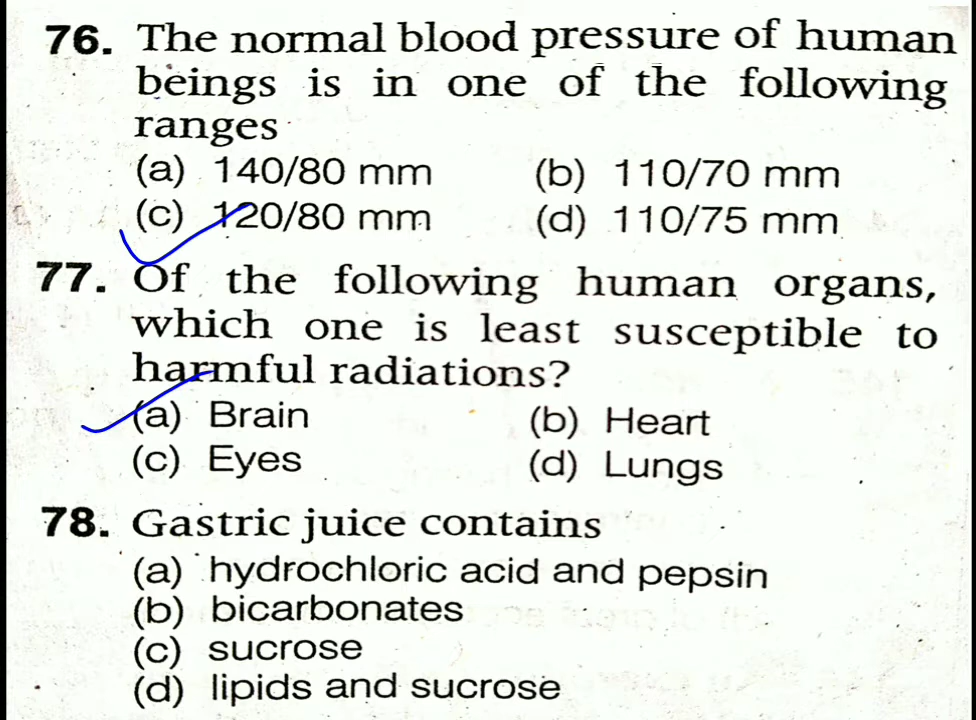 76. The normal blood pressure of human
beings is in one of the following
ranges
(a) 140/80 mm (b) 110/70 mm
(c) 120/80 mm (d) 110/75 mm
77. Of the following human organs,
which one is least susceptible to
harmful radiations?
(a) Brain (b) Heart
(c) Eyes (d) Lungs
78. Gastric juice contains
(a) hydrochloric acid and pepsin
(b) bicarbonates
(c) sucrose
(d) lipids and sucrose